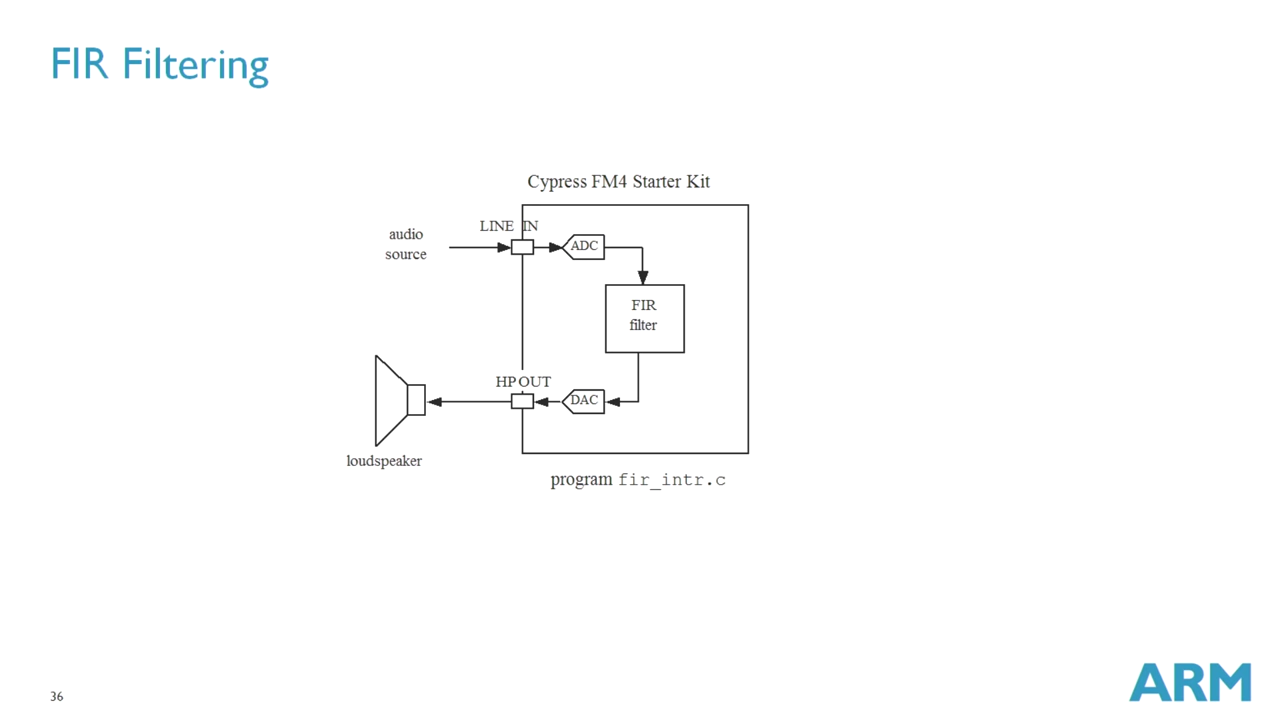 FIR Filtering
Cypress FM4 Starter Kit
LINE IN
audio
source
ADC
FIR
filter
HP OUT
DAC
loudspeaker
program fir_intr.c
36
ARM